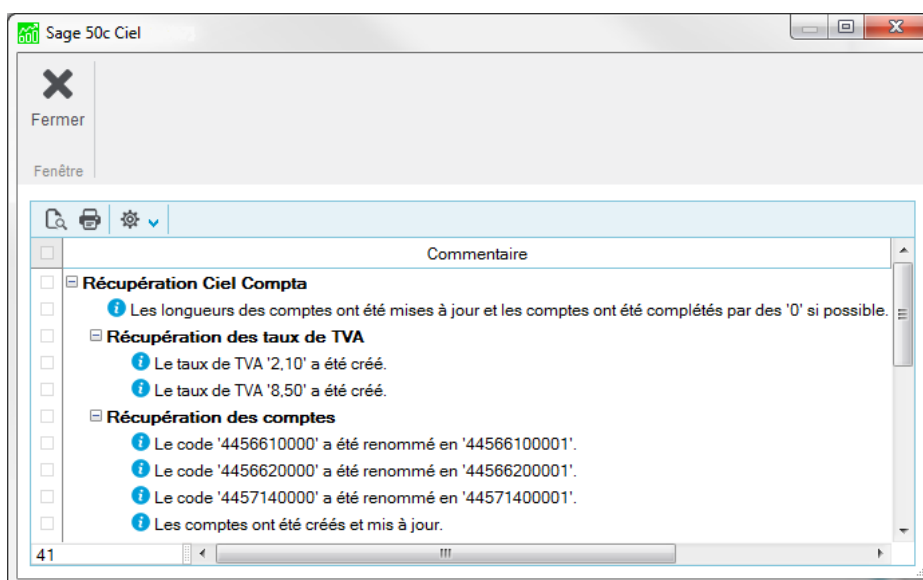 Sage 50c Ciel
Fermer
Fenêtre
Commentaire
Récupération Ciel Compta
Les longueurs des comptes ont été mises à jour et les comptes ont été complétés par des '0' si possible.
Récupération des taux de TVA
Le taux de TVA '2,10' a été créé.
Le taux de TVA '8,50' a été créé.
Récupération des comptes
Le code '4456610000' a été renommé en '44566100001'.
Le code '4456620000' a été renommé en '44566200001'.
Le code '4457140000' a été renommé en '44571400001'.
Les comptes ont été créés et mis à jour.
41